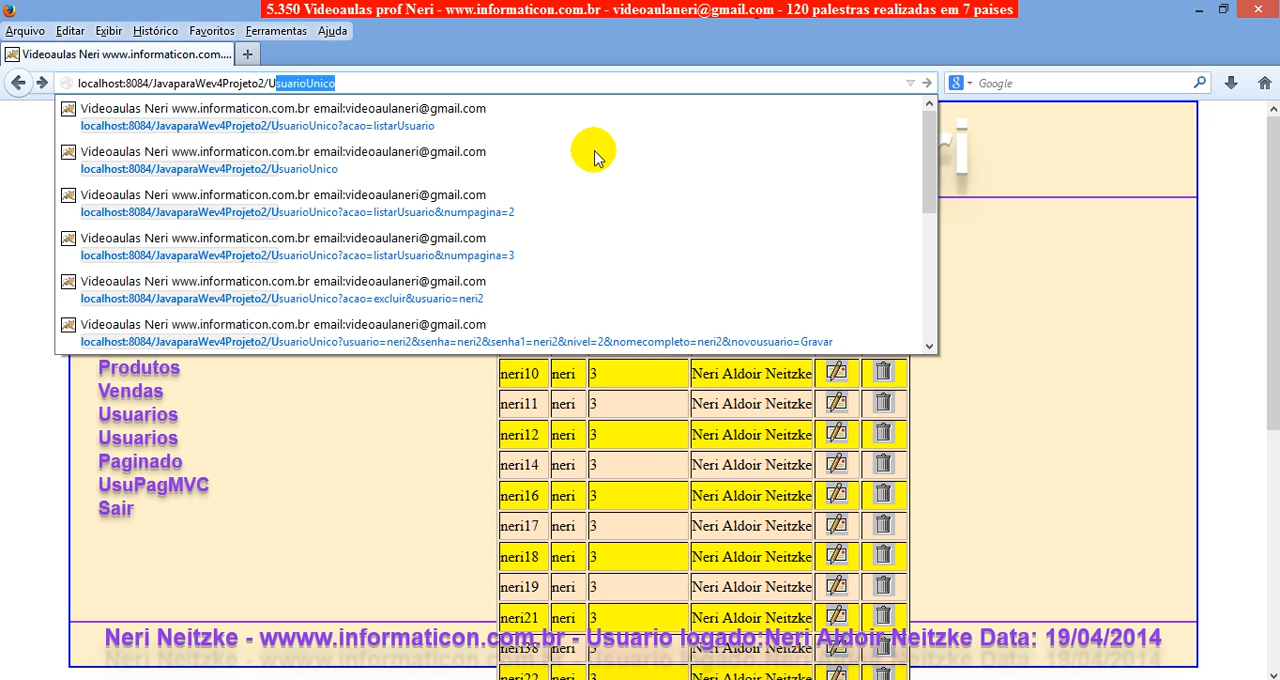 5.350 Videoaulas prof Neri - www.informaticon.com.br - videoaulaneri@gmail.com - 120 palestras realizadas em 7 paises
Arquivo Editar Exibir Histórico Favoritos Ferramentas Ajuda
Videoaulas Neri www.informaticon.com....
localhost:8084/JavaparaWev4Projeto2/UsuarioUnico
Google
Videoaulas Neri www.informaticon.com.br email:videoaulaneri@gmail.com
localhost:8084/JavaparaWev4Projeto2/UsuarioUnico?acao=listarUsuario
Videoaulas Neri www.informaticon.com.br email:videoaulaneri@gmail.com
localhost:8084/JavaparaWev4Projeto2/UsuarioUnico
Videoaulas Neri www.informaticon.com.br email:videoaulaneri@gmail.com
localhost:8084/JavaparaWev4Projeto2/UsuarioUnico?acao=listarUsuario&numpagina=2
Videoaulas Neri www.informaticon.com.br email:videoaulaneri@gmail.com
localhost:8084/JavaparaWev4Projeto2/UsuarioUnico?acao=listarUsuario&numpagina=3
Videoaulas Neri www.informaticon.com.br email:videoaulaneri@gmail.com
localhost:8084/JavaparaWev4Projeto2/UsuarioUnico?acao=excluir&usuario=neri2
Videoaulas Neri www.informaticon.com.br email:videoaulaneri@gmail.com
localhost:8084/JavaparaWev4Projeto2/UsuarioUnico?usuario=neri2&senha=neri2&senha1=neri2&nivel=2&nomecompleto=neri2&novousuario=Gravar
ri
Produtos
Vendas
Usuarios
Usuarios
Paginado
UsuPagMVC
Sair
neri10 neri 3 Neri Aldoir Neitzke
neri11 neri 3 Neri Aldoir Neitzke
neri12 neri 3 Neri Aldoir Neitzke
neri14 neri 3 Neri Aldoir Neitzke
neri16 neri 3 Neri Aldoir Neitzke
neri17 neri 3 Neri Aldoir Neitzke
neri18 neri 3 Neri Aldoir Neitzke
neri19 neri 3 Neri Aldoir Neitzke
neri21 neri 3 Neri Aldoir Neitzke
Neri Neitzke - wwww.informaticon.com.br - Usuario logado:Neri Aldoir Neitzke Data: 19/04/2014